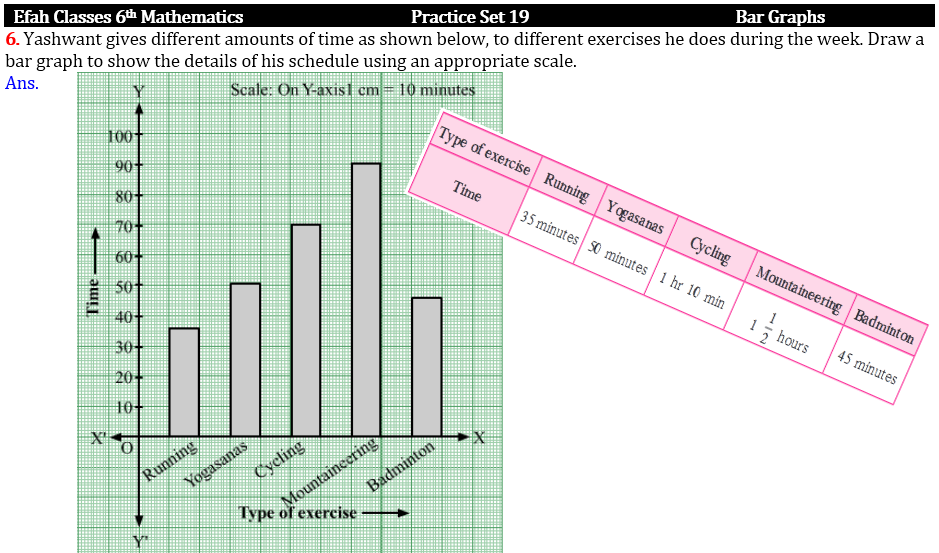 Efah Classes 6th Mathematics Practice Set 19 Bar Graphs
6. Yashwant gives different amounts of time as shown below, to different exercises he does during the week. Draw a
bar graph to show the details of his schedule using an appropriate scale.
Ans.
Y
Scale: On Y-axis1 cm = 10 minutes
100
90
80
70
60
50
40
30
20
10
Time
X' O X
Running
Yogasanas
Cycling
Mountaineering
Badminton
Type of exercise
Y'
Type of exercise Running Yogasanas Cycling Mountaineering Badminton
Time 35 minutes 50 minutes 1 hr 10 min 1 1/2 hours 45 minutes